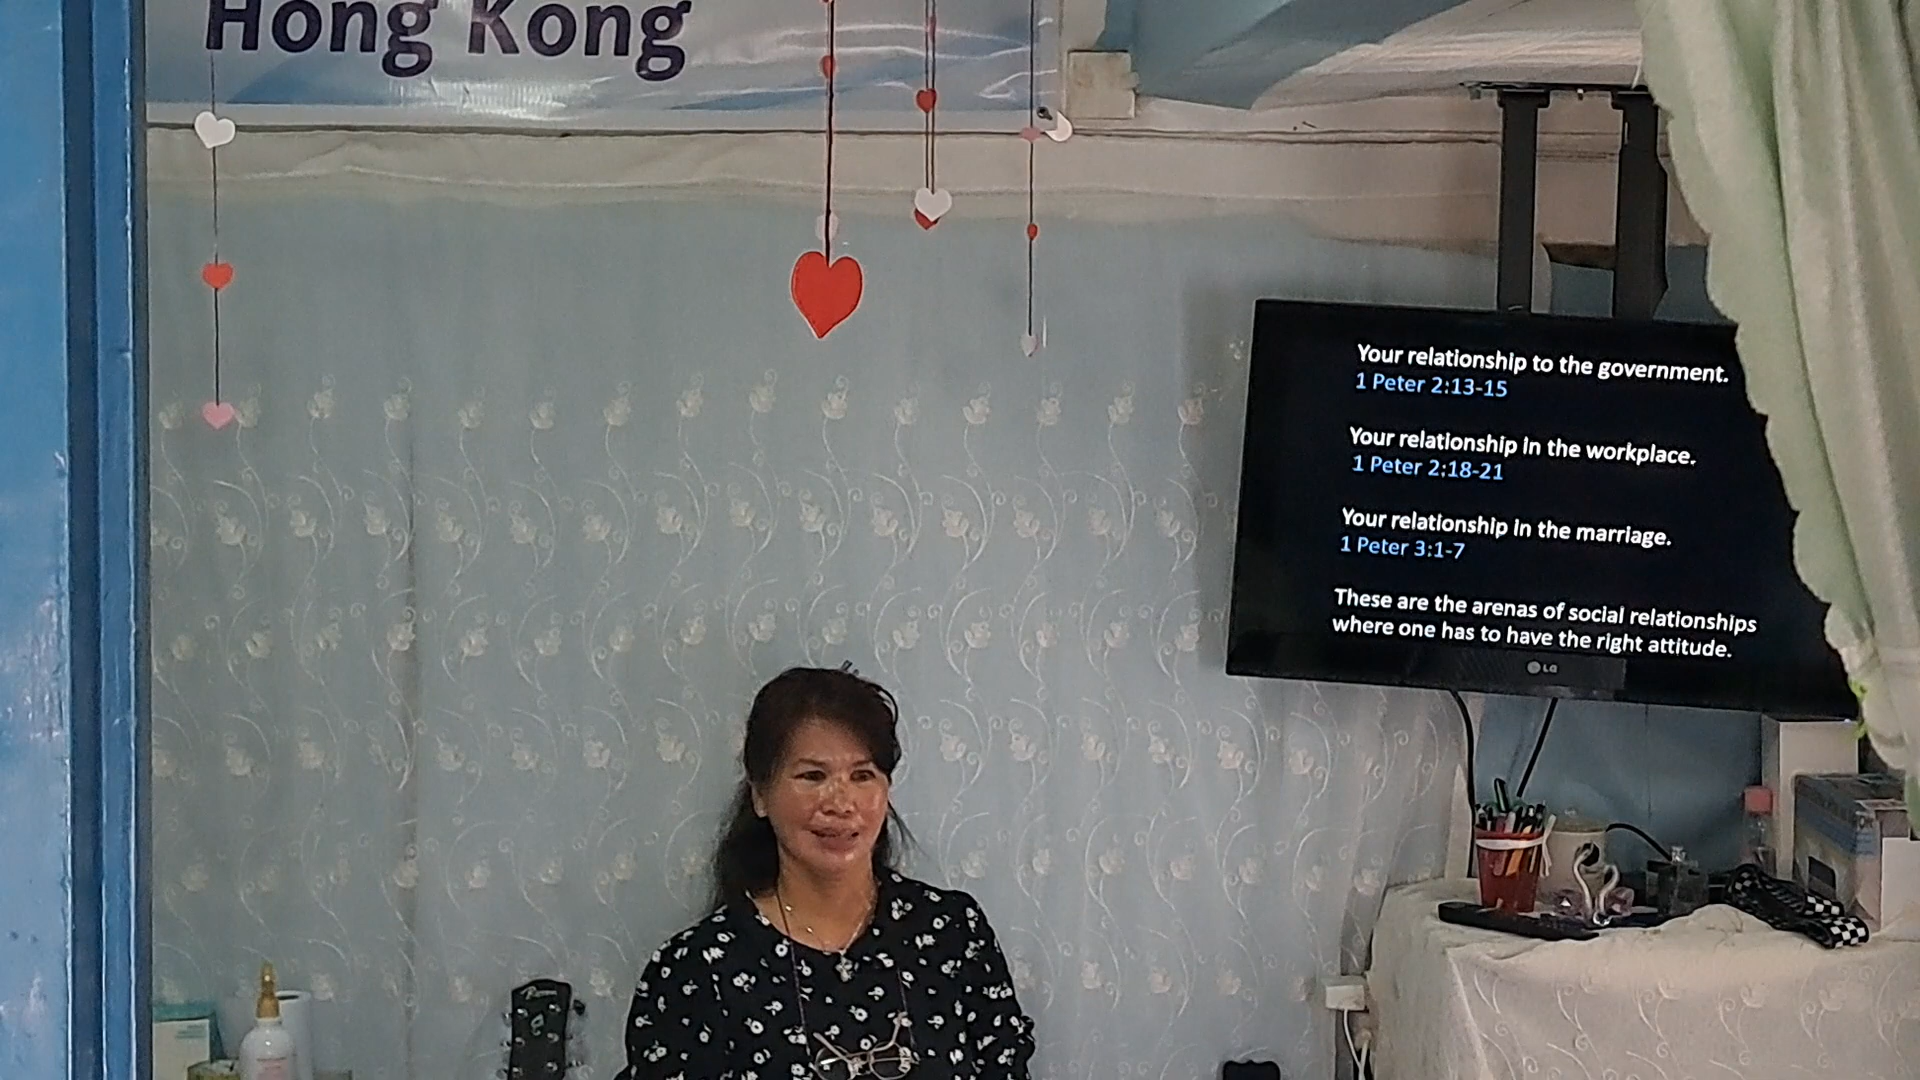 Hong Kong
Your relationship to the government.
1 Peter 2:13-15
Your relationship in the workplace.
1 Peter 2:18-21
Your relationship in the marriage.
1 Peter 3:1-7
These are the arenas of social relationships
where one has to have the right attitude.
LG